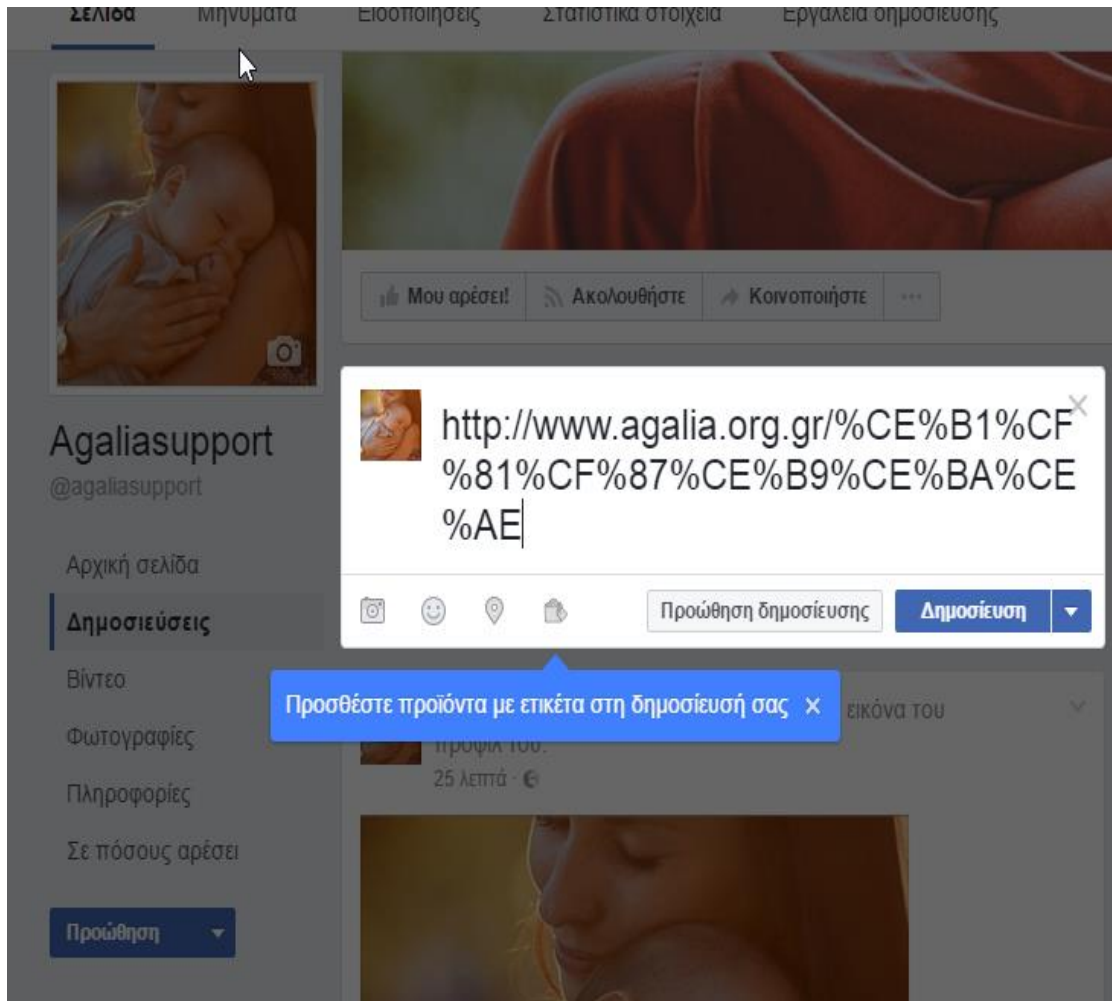 Σελίδα Μηνύματα Ειδοποιήσεις Στατιστικά στοιχεία Εργαλεία δημοσίευσης
Μου αρέσει! Ακολουθήστε Κοινοποιήστε ...
http://www.agalia.org.gr/%CE%B1%CF
%81%CF%87%CE%B9%CE%BA%CE
%AE
Προώθηση δημοσίευσης Δημοσίευση
Προσθέστε προϊόντα με ετικέτα στη δημοσίευσή σας
Agaliasupport
@agaliasupport
Αρχική σελίδα
Δημοσιεύσεις
Βίντεο
Φωτογραφίες
Πληροφορίες
Σε πόσους αρέσει
Προώθηση
εικόνα του
προφίλ του.
25 λεπτά ·